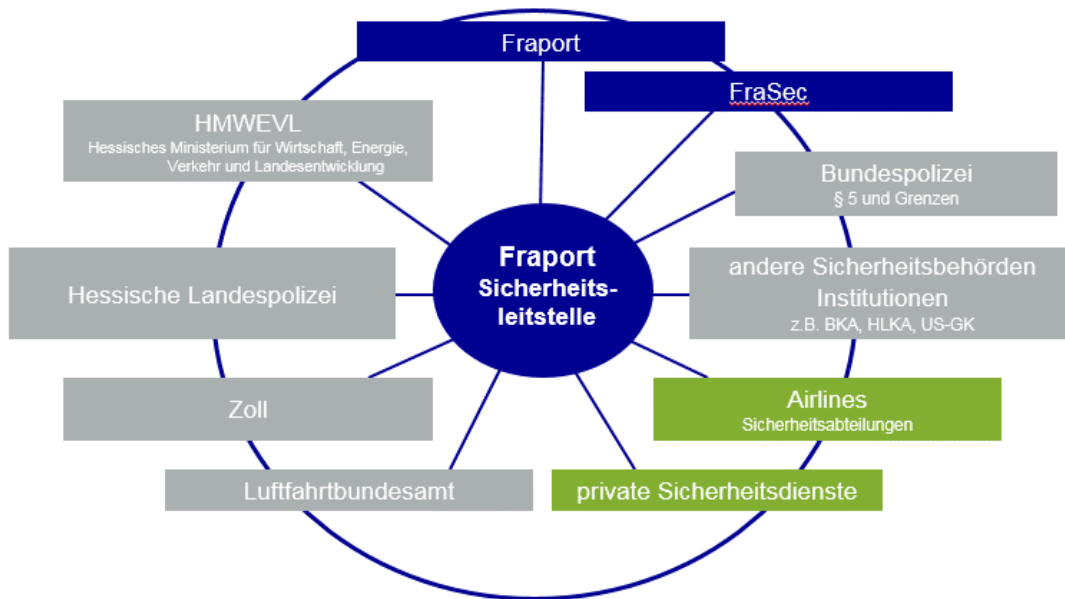 Fraport
FraSec
HMWEVL
Hessisches Ministerium für Wirtschaft, Energie,
Verkehr und Landesentwicklung
Bundespolizei
§ 5 und Grenzen
Fraport
Sicherheits-
leitstelle
Hessische Landespolizei
andere Sicherheitsbehörden
Institutionen
z.B. BKA, HLKA, US-GK
Zoll
Airlines
Sicherheitsabteilungen
Luftfahrtbundesamt
private Sicherheitsdienste